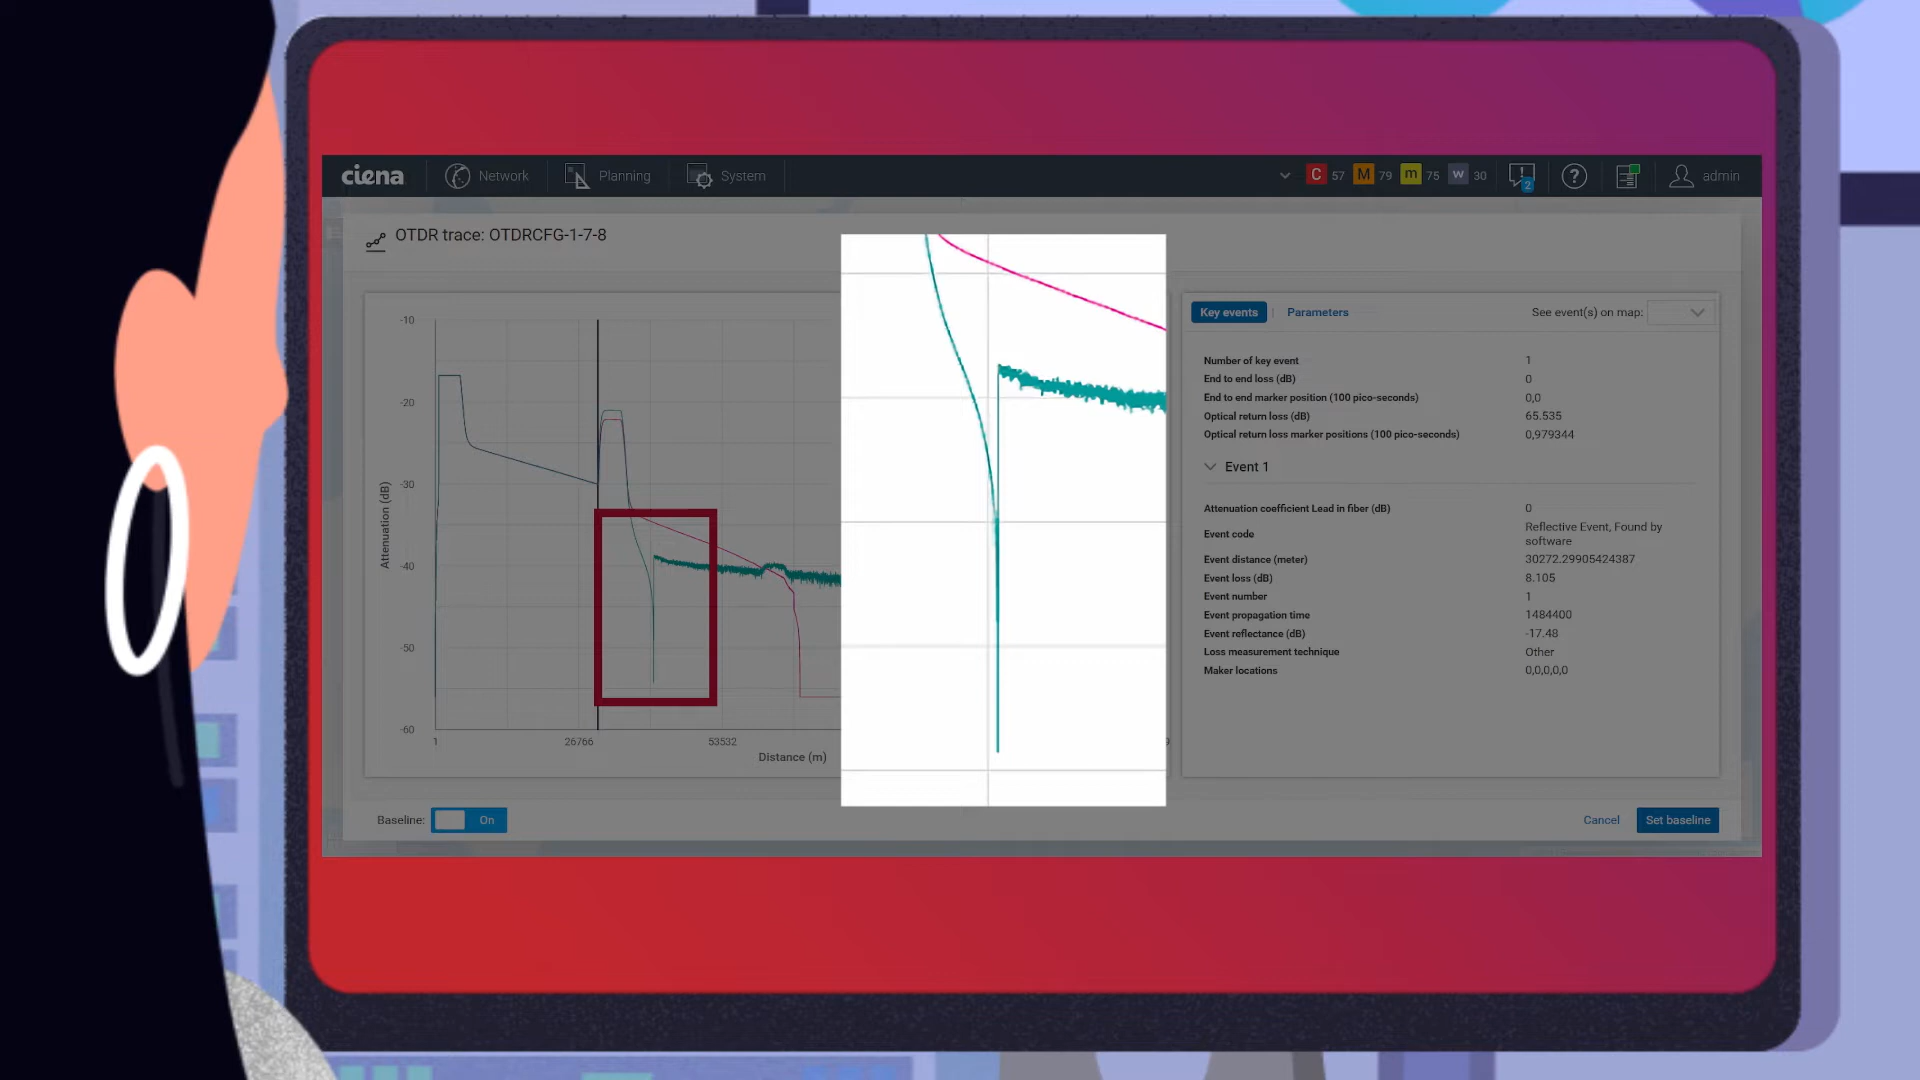 ciena Network Planning System C 57 M 79 m 75 W 30 2 ? admin
OTDR trace: OTDRCFG-1-7-8
Key events Parameters See event(s) on map:
-10
-20
-30
-40
-50
-60
Attenuation (dB)
1 26766 53532 9
Distance (m)
Number of key event 1
End to end loss (dB) 0
End to end marker position (100 pico-seconds) 0,0
Optical return loss (dB) 65.535
Optical return loss marker positions (100 pico-seconds) 0,979344
Event 1
Attenuation coefficient Lead in fiber (dB) 0
Event code Reflective Event, Found by
software
Event distance (meter) 30272.29905424387
Event loss (dB) 8.105
Event number 1
Event propagation time 1484400
Event reflectance (dB) -17.48
Loss measurement technique Other
Maker locations 0,0,0,0,0
Baseline: On Cancel Set baseline